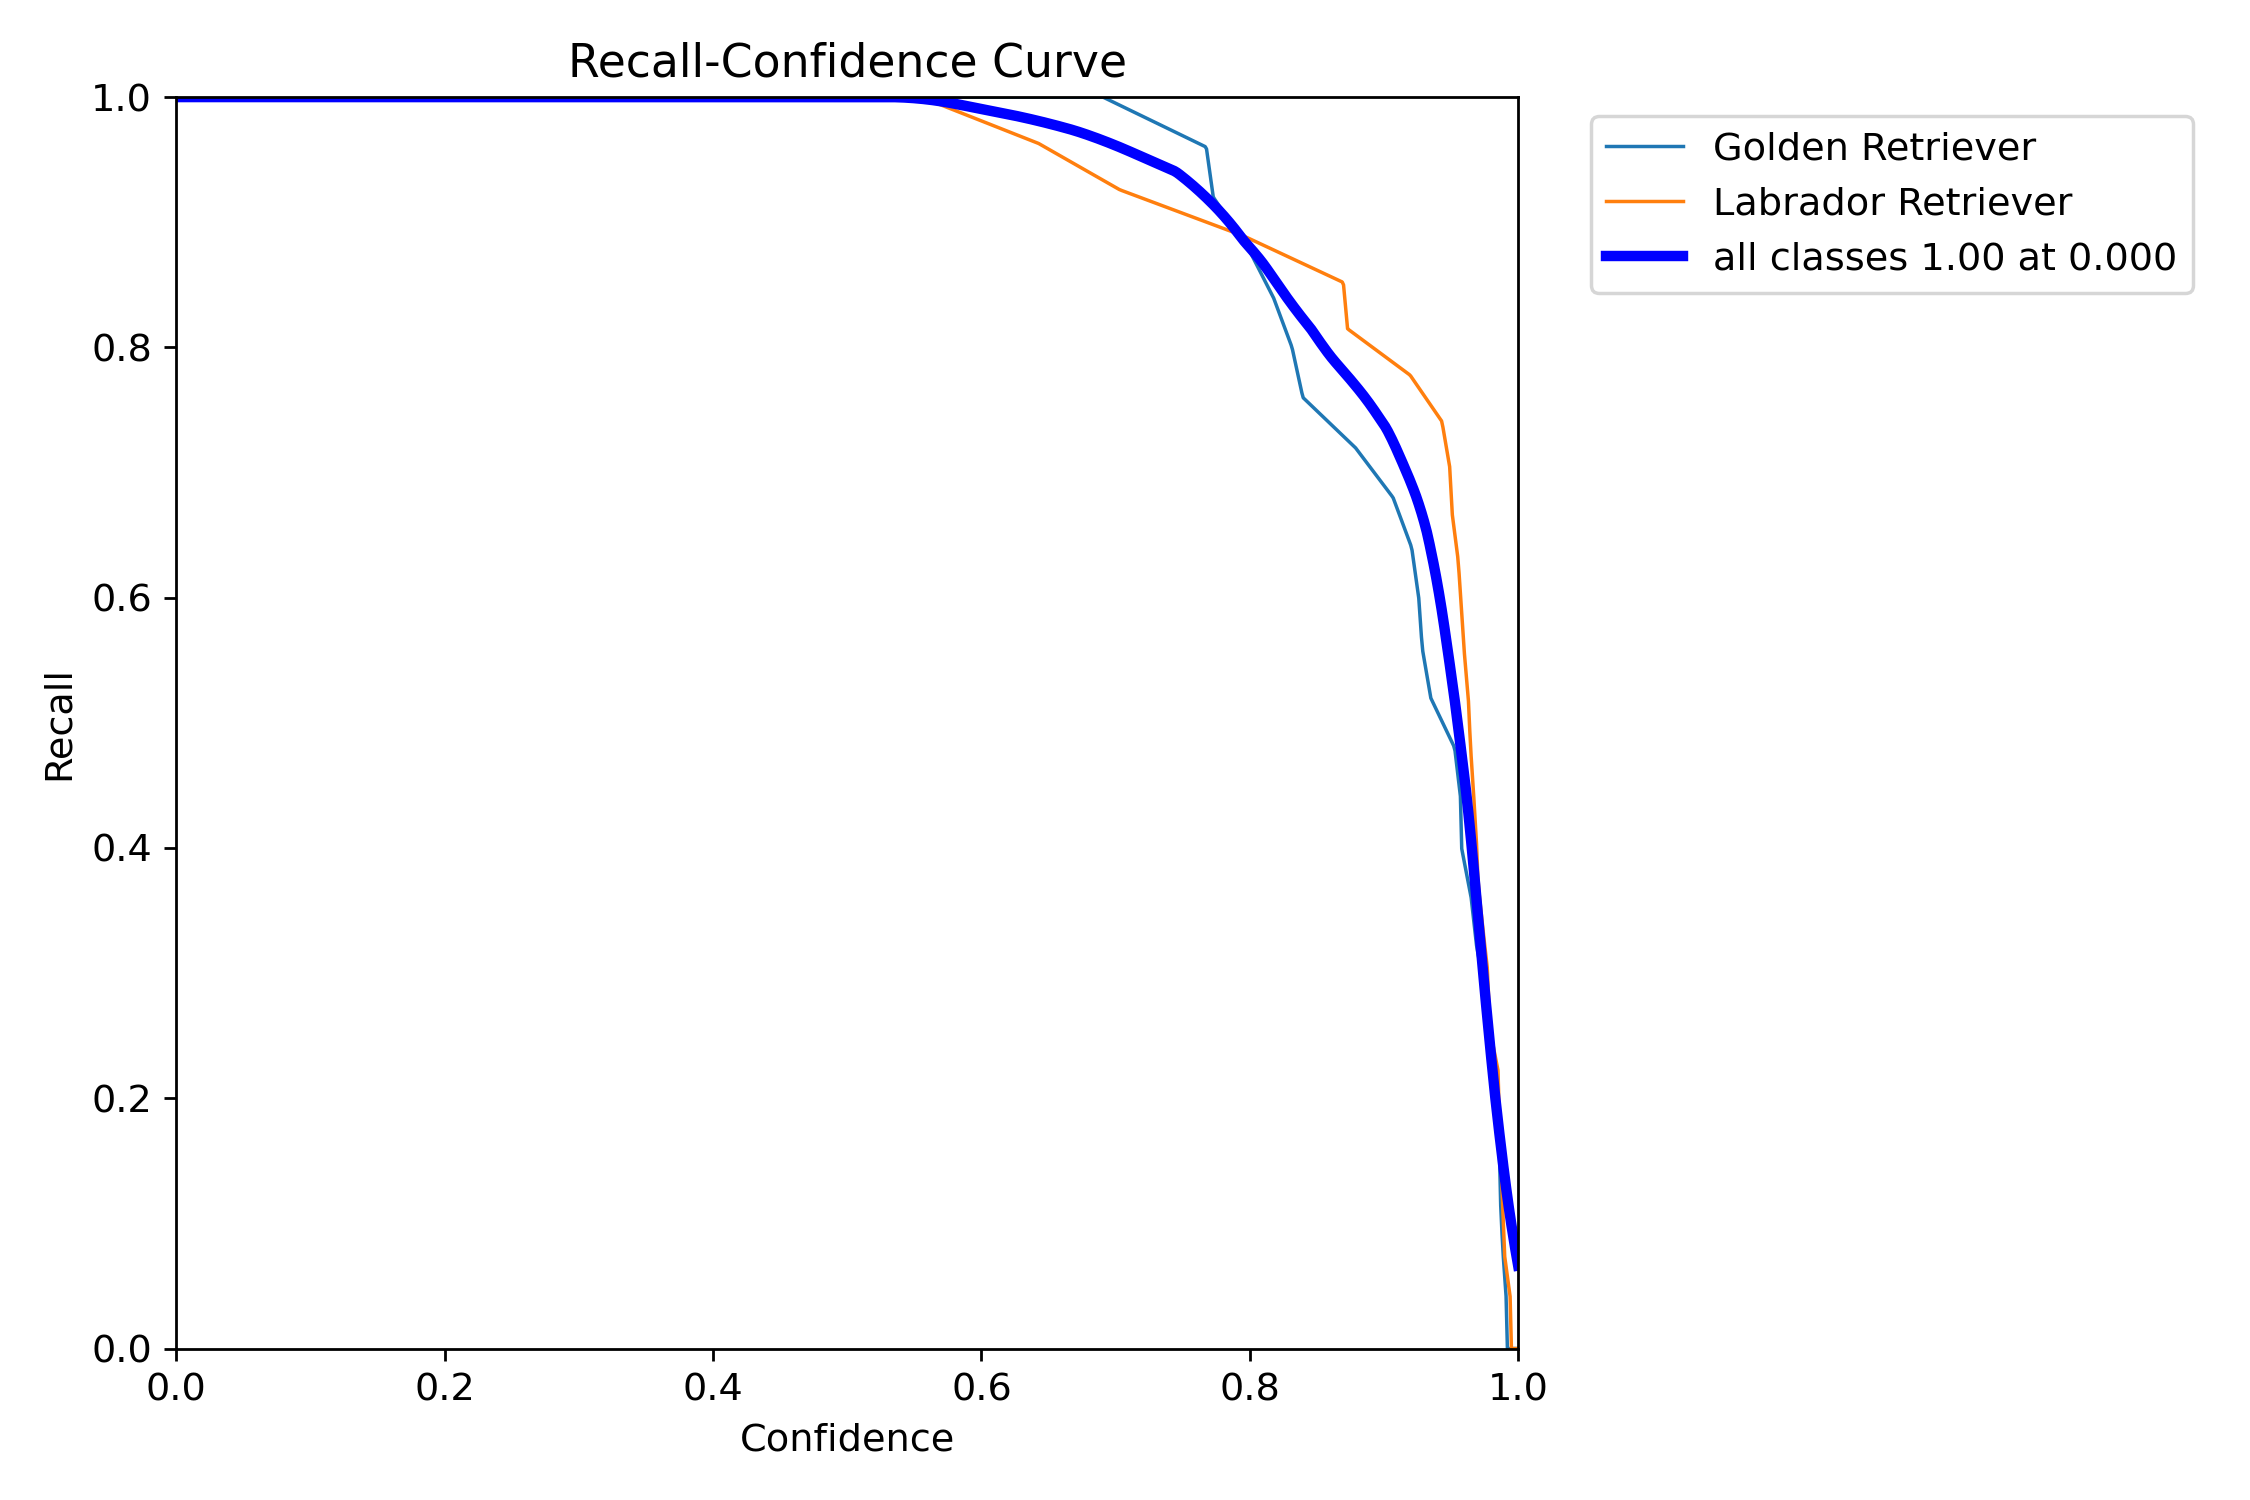 Recall-Confidence Curve
1.0
0.8
0.6
0.4
0.2
0.0
Recall
0.0 0.2 0.4 0.6 0.8 1.0
Confidence
Golden Retriever
Labrador Retriever
all classes 1.00 at 0.000